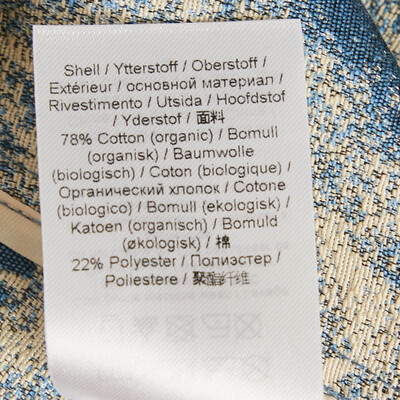 Shell / Ytterstoff / Oberstoff /
Extérieur / основной материал /
Rivestimento / Utsida / Hoofdstof
/ Yderstof / 面料
78% Cotton (organic) / Bomull
(organisk) / Baumwolle
(biologisch) / Coton (biologique) /
Органический хлопок / Cotone
(biologico) / Bomull (ekologisk) /
Katoen (organisch) / Bomuld
(økologisk) / 棉
22% Polyester / Полиэстер /
Poliestere / 聚酯纤维